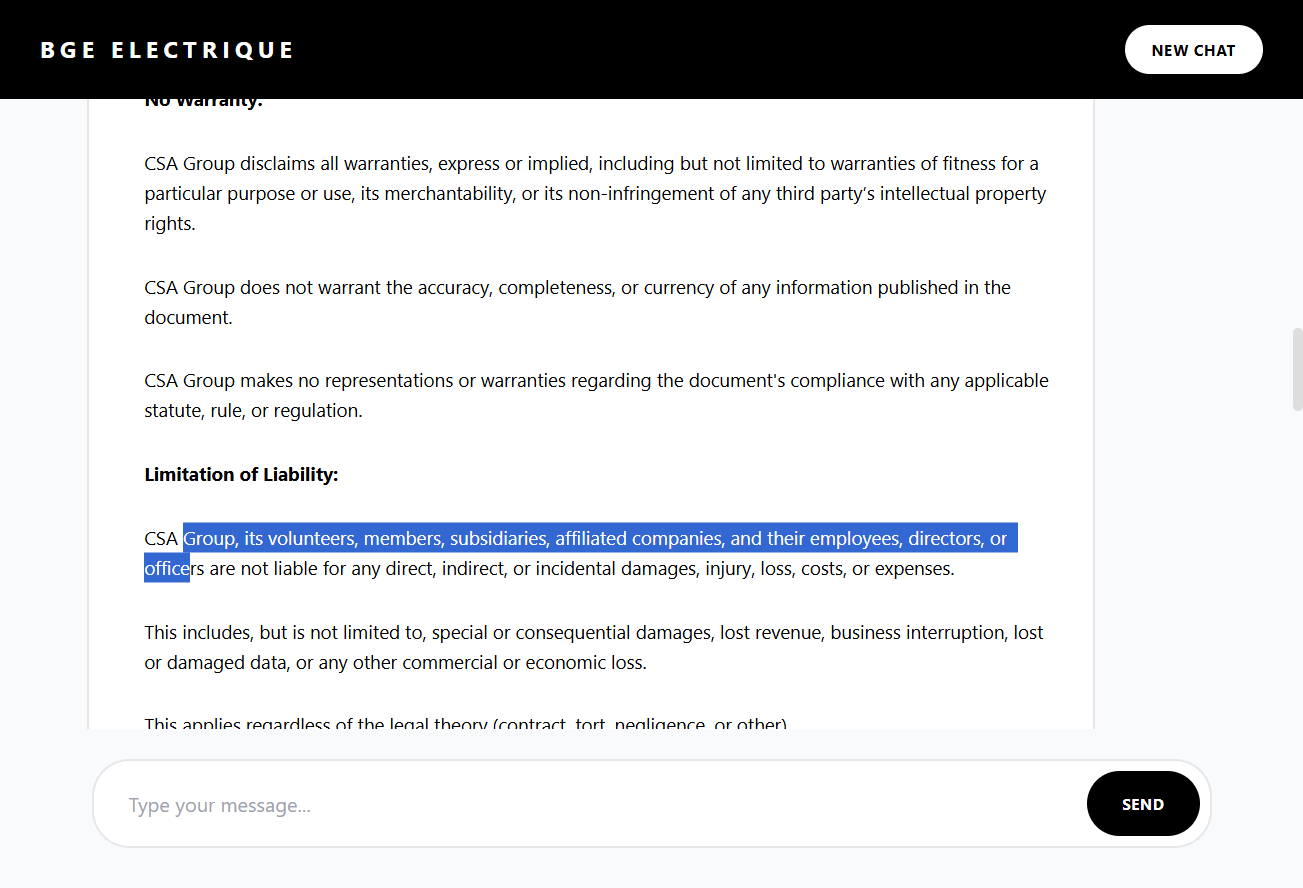 BGE ELECTRIQUE
NEW CHAT
No Warranty:
CSA Group disclaims all warranties, express or implied, including but not limited to warranties of fitness for a
particular purpose or use, its merchantability, or its non-infringement of any third party’s intellectual property
rights.
CSA Group does not warrant the accuracy, completeness, or currency of any information published in the
document.
CSA Group makes no representations or warranties regarding the document's compliance with any applicable
statute, rule, or regulation.
Limitation of Liability:
CSA Group, its volunteers, members, subsidiaries, affiliated companies, and their employees, directors, or
officers are not liable for any direct, indirect, or incidental damages, injury, loss, costs, or expenses.
This includes, but is not limited to, special or consequential damages, lost revenue, business interruption, lost
or damaged data, or any other commercial or economic loss.
This applies regardless of the legal theory (contract, tort, negligence, or other)
Type your message...
SEND